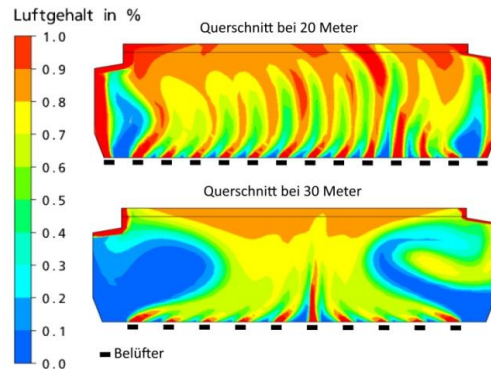 Luftgehalt in %
Querschnitt bei 20 Meter
1.0
0.9
0.8
0.7
0.6
0.5
0.4
0.3
0.2
0.1
0.0
Querschnitt bei 30 Meter
Belüfter